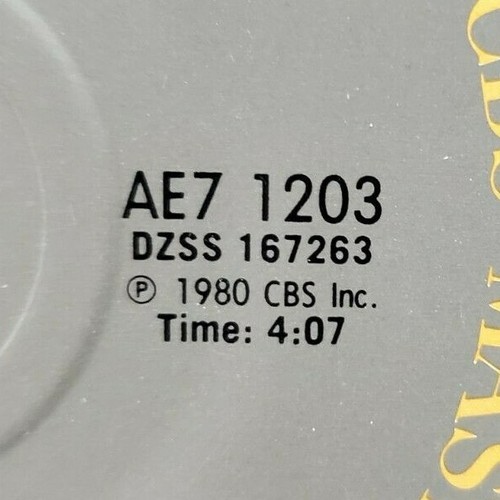 AE7 1203
DZSS 167263
Ⓟ 1980 CBS Inc.
Time: 4:07